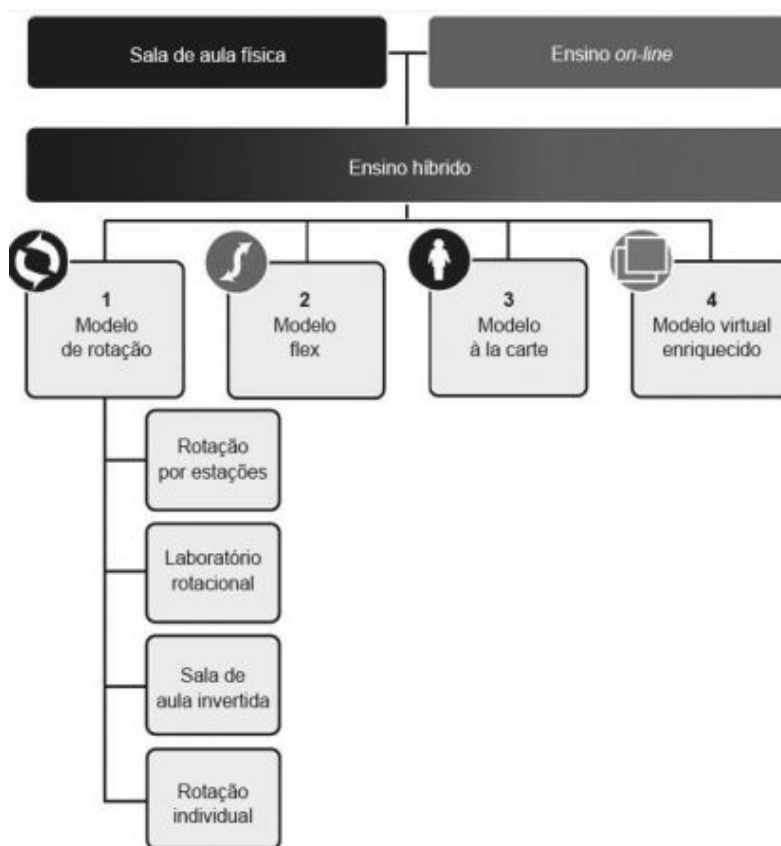 Sala de aula física
Ensino on-line
Ensino híbrido
1
Modelo
de rotação
2
Modelo
flex
3
Modelo
à la carte
4
Modelo virtual
enriquecido
Rotação
por estações
Laboratório
rotacional
Sala de
aula invertida
Rotação
individual